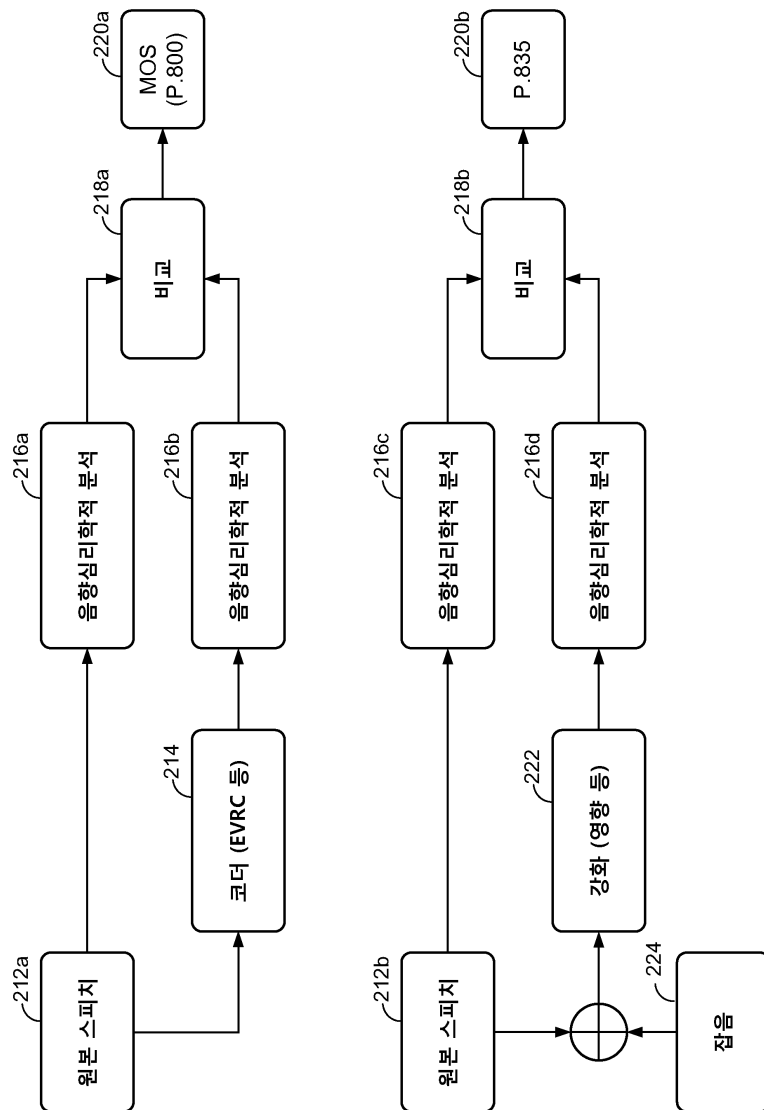 212a
원본 스피치
214
코더 (EVRC 등)
216a
음향심리학적 분석
216b
음향심리학적 분석
218a
비교
220a
MOS
(P.800)
212b
원본 스피치
224
잡음
222
강화 (영향 등)
216c
음향심리학적 분석
216d
음향심리학적 분석
218b
비교
220b
P.835